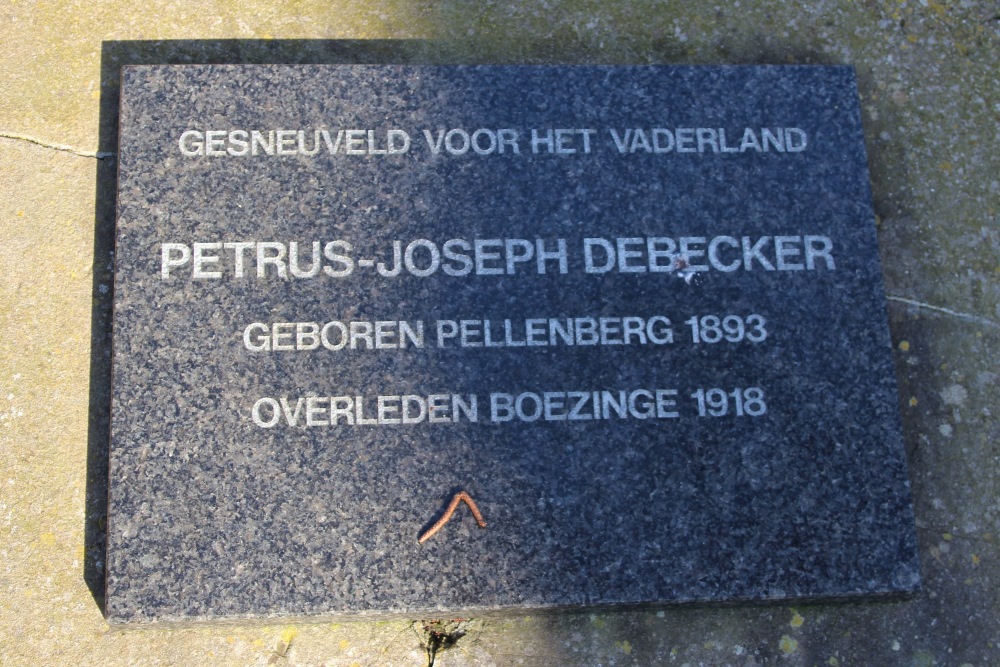 GESNEUVELD VOOR HET VADERLAND
PETRUS-JOSEPH DEBECKER
GEBOREN PELLENBERG 1893
OVERLEDEN BOEZINGE 1918